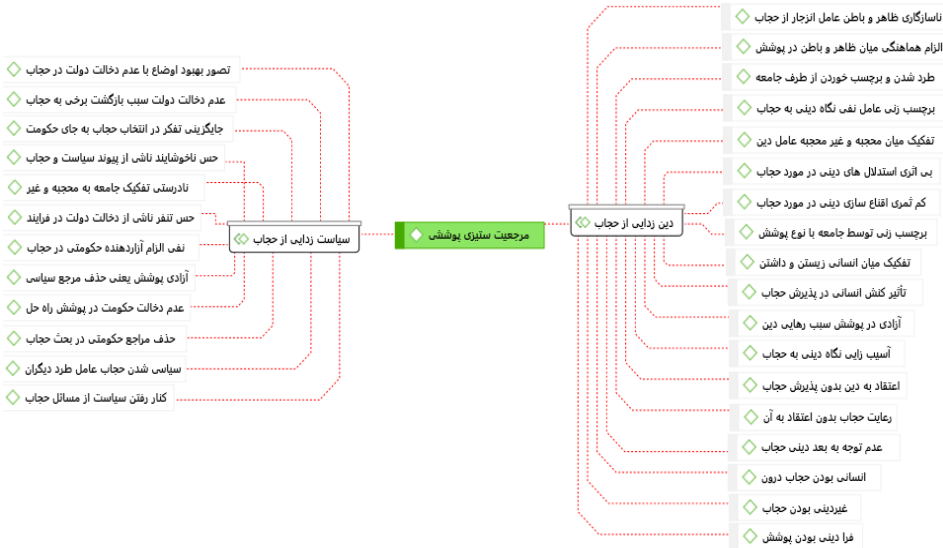 ناسازگاری ظاهر و باطن عامل انزجار از حجاب
الزام هماهنگی میان ظاهر و باطن در پوشش
طرد شدن و برچسب خوردن از طرف جامعه
برچسب زنی عامل نفی نگاه دینی به حجاب
تفکیک میان محجبه و غیر محجبه عامل دین
بی اثری استدلال های دینی در مورد حجاب
کم ثمری اقناع سازی دینی در مورد حجاب
برچسب زنی توسط جامعه با نوع پوشش
تفکیک میان انسانی زیستن و داشتن
تأثیر کنش انسانی در پذیرش حجاب
آزادی در پوشش سبب رهایی دین
آسیب زایی نگاه دینی به حجاب
اعتقاد به دین بدون پذیرش حجاب
رعایت حجاب بدون اعتقاد به آن
عدم توجه به بعد دینی حجاب
انسانی بودن حجاب درون
غیردینی بودن حجاب
فرا دینی بودن پوشش
دین زدایی از حجاب
مرجعیت ستیزی پوششی
سیاست زدایی از حجاب
تصور بهبود اوضاع با عدم دخالت دولت در حجاب
عدم دخالت دولت سبب بازگشت برخی به حجاب
جایگزینی تفکر در انتخاب حجاب به جای حکومت
حس ناخوشایند ناشی از پیوند سیاست و حجاب
نادرستی تفکیک جامعه به محجبه و غیر
حس تنفر ناشی از دخالت دولت در فرایند
نفی الزام آزاردهنده حکومتی در حجاب
آزادی پوشش یعنی حذف مرجع سیاسی
عدم دخالت حکومت در پوشش راه حل
حذف مراجع حکومتی در بحث حجاب
سیاسی شدن حجاب عامل طرد دیگران
کنار رفتن سیاست از مسائل حجاب